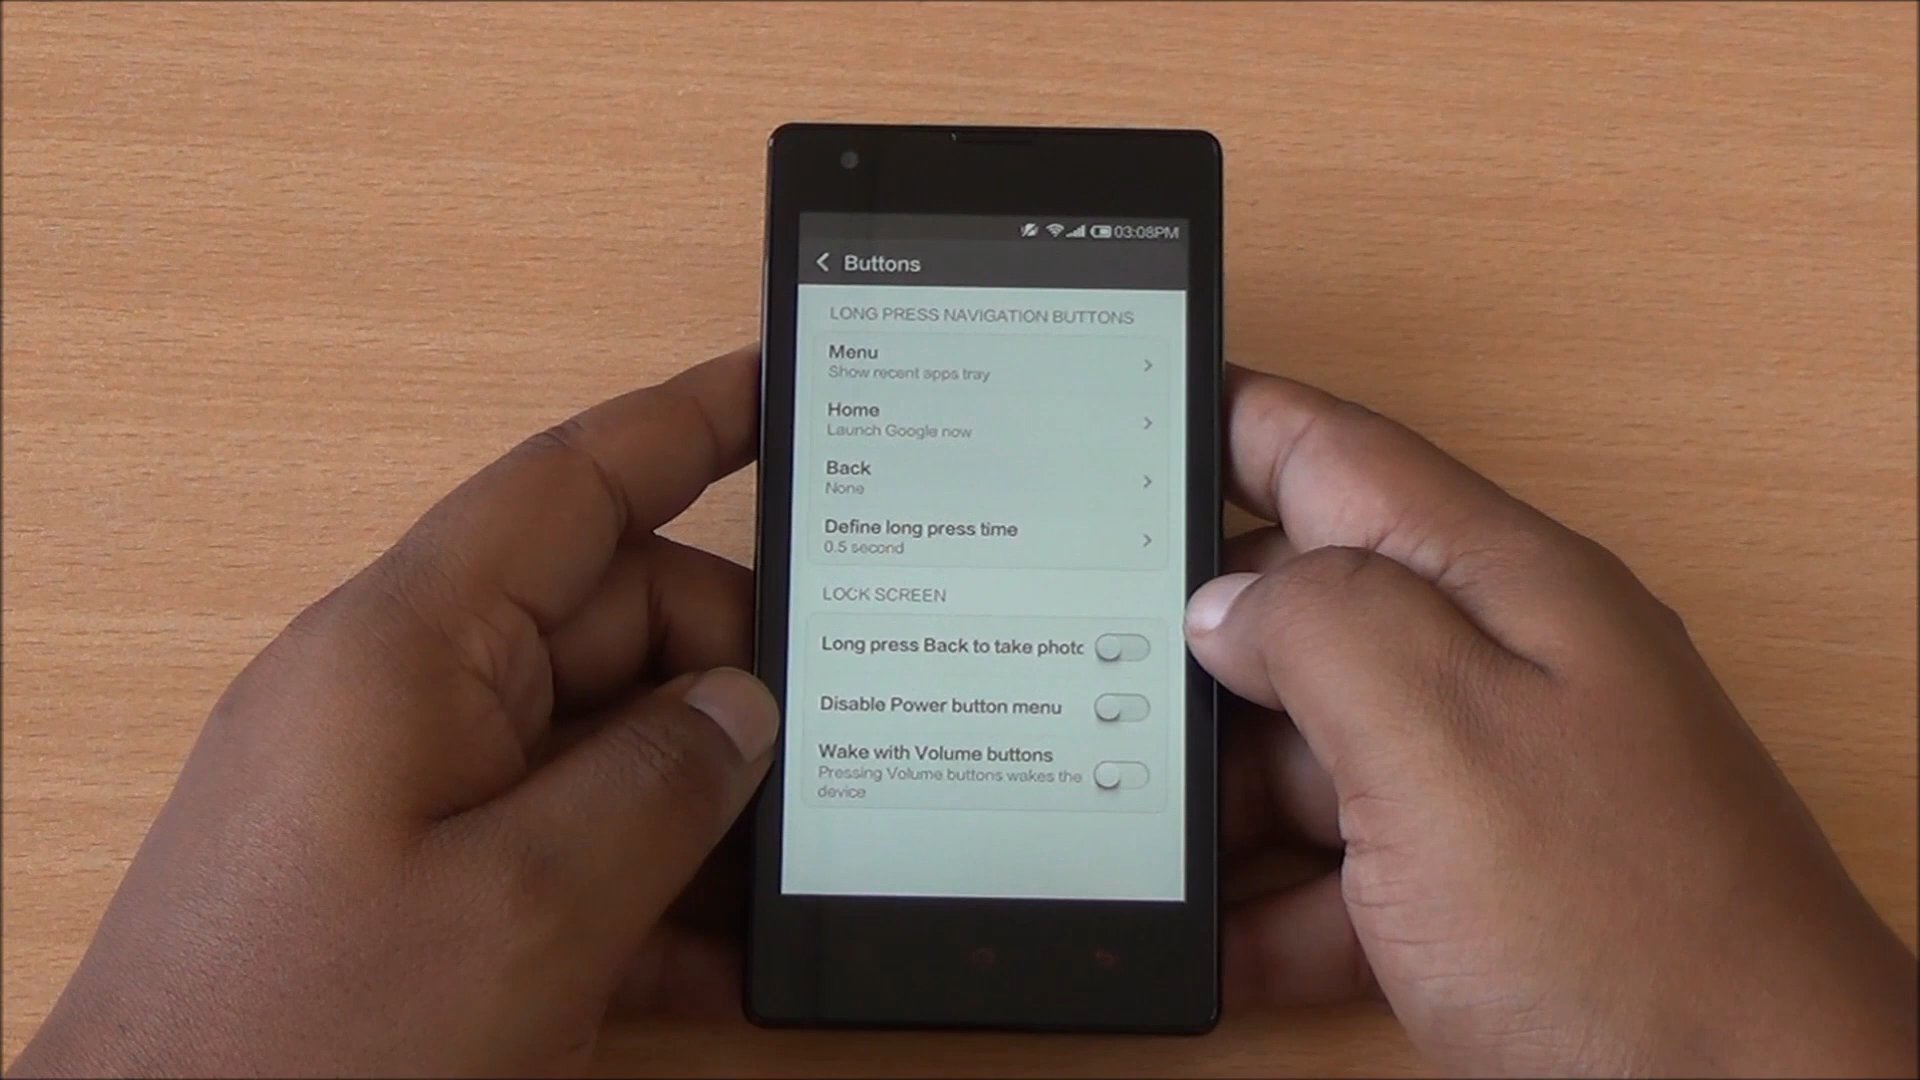 03:08PM
Buttons
LONG PRESS NAVIGATION BUTTONS
Menu
Show recent apps tray
Home
Launch Google now
Back
None
Define long press time
0.5 second
LOCK SCREEN
Long press Back to take photo
Disable Power button menu
Wake with Volume buttons
Pressing Volume buttons wakes the
device